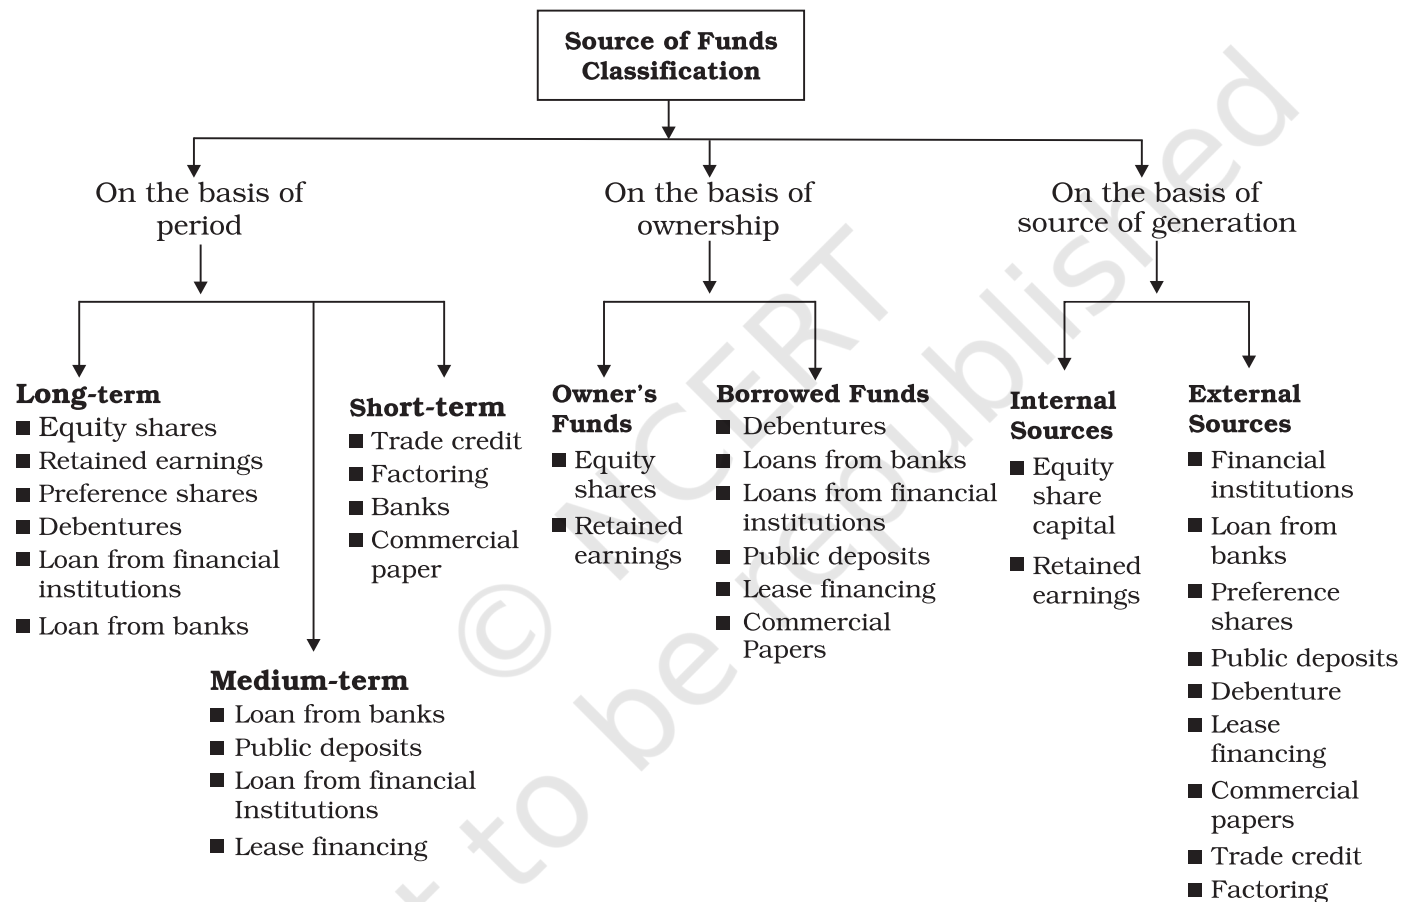 Source of Funds
Classification
On the basis of
period
On the basis of
ownership
On the basis of
source of generation
Long-term
■ Equity shares
■ Retained earnings
■ Preference shares
■ Debentures
■ Loan from financial
institutions
■ Loan from banks
Medium-term
■ Loan from banks
■ Public deposits
■ Loan from financial
Institutions
■ Lease financing
Short-term
■ Trade credit
■ Factoring
■ Banks
■ Commercial
paper
Owner's
Funds
■ Equity
shares
■ Retained
earnings
Borrowed Funds
■ Debentures
■ Loans from banks
■ Loans from financial
institutions
■ Public deposits
■ Lease financing
■ Commercial
Papers
Internal
Sources
■ Equity
share
capital
■ Retained
earnings
External
Sources
■ Financial
institutions
■ Loan from
banks
■ Preference
shares
■ Public deposits
■ Debenture
■ Lease
financing
■ Commercial
papers
■ Trade credit
■ Factoring
© NCERT
to be republished